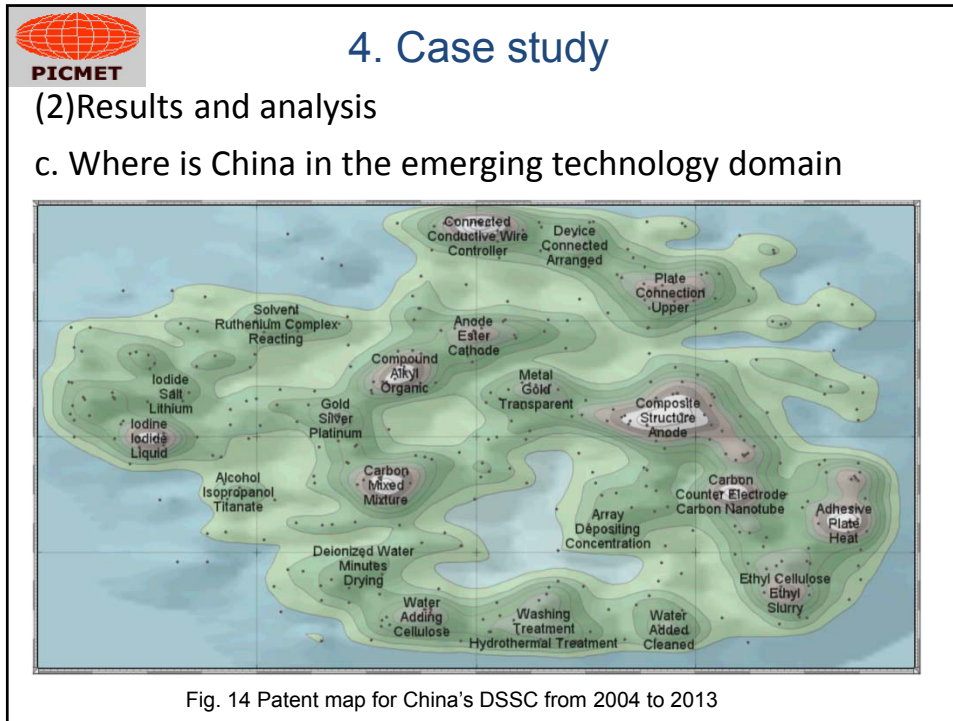 PICMET
4. Case study
(2)Results and analysis
c. Where is China in the emerging technology domain
Connected
Conductive Wire
Controller
Device
Connected
Arranged
Plate
Connection
Upper
Solvent
Ruthenium Complex
Reacting
Anode
Ester
Cathode
Compound
Alkyl
Organic
Metal
Gold
Transparent
Iodide
Salt
Lithium
Gold
Silver
Platinum
Composite
Structure
Anode
Iodine
Iodide
Liquid
Alcohol
Isopropanol
Titanate
Carbon
Mixed
Mixture
Carbon
Counter Electrode
Carbon Nanotube
Array
Depositing
Concentration
Adhesive
Plate
Heat
Deionized Water
Minutes
Drying
Ethyl Cellulose
Ethyl
Slurry
Water
Adding
Cellulose
Washing
Treatment
Hydrothermal Treatment
Water
Added
Cleaned
Fig. 14 Patent map for China's DSSC from 2004 to 2013